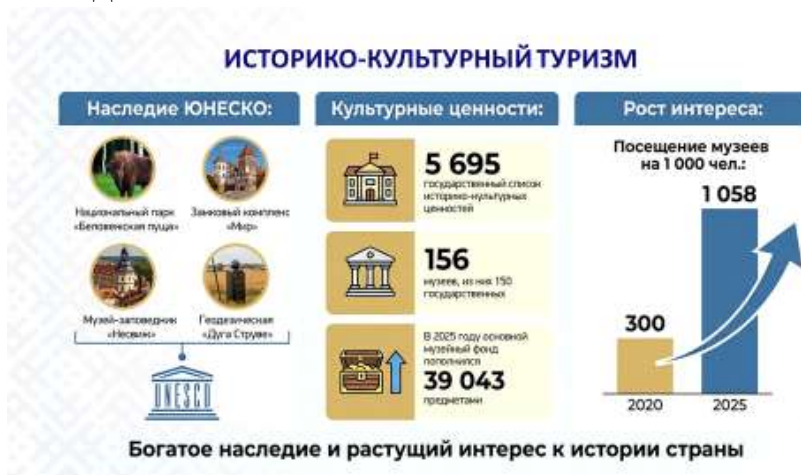 ИСТОРИКО-КУЛЬТУРНЫЙ ТУРИЗМ
Наследие ЮНЕСКО:
Национальный парк
«Беловежская пуща»
Замковый комплекс
«Мир»
Музей-заповедник
«Несвиж»
Геодезическая
«Дуга Струве»
UNESCO
Культурные ценности:
5 695
государственный список
историко-культурных
ценностей
156
музеев, из них 150
государственных
В 2025 году основной
музейный фонд
пополнился
39 043
предметами
Рост интереса:
Посещение музеев
на 1 000 чел.:
1 058
300
2020
2025
Богатое наследие и растущий интерес к истории страны